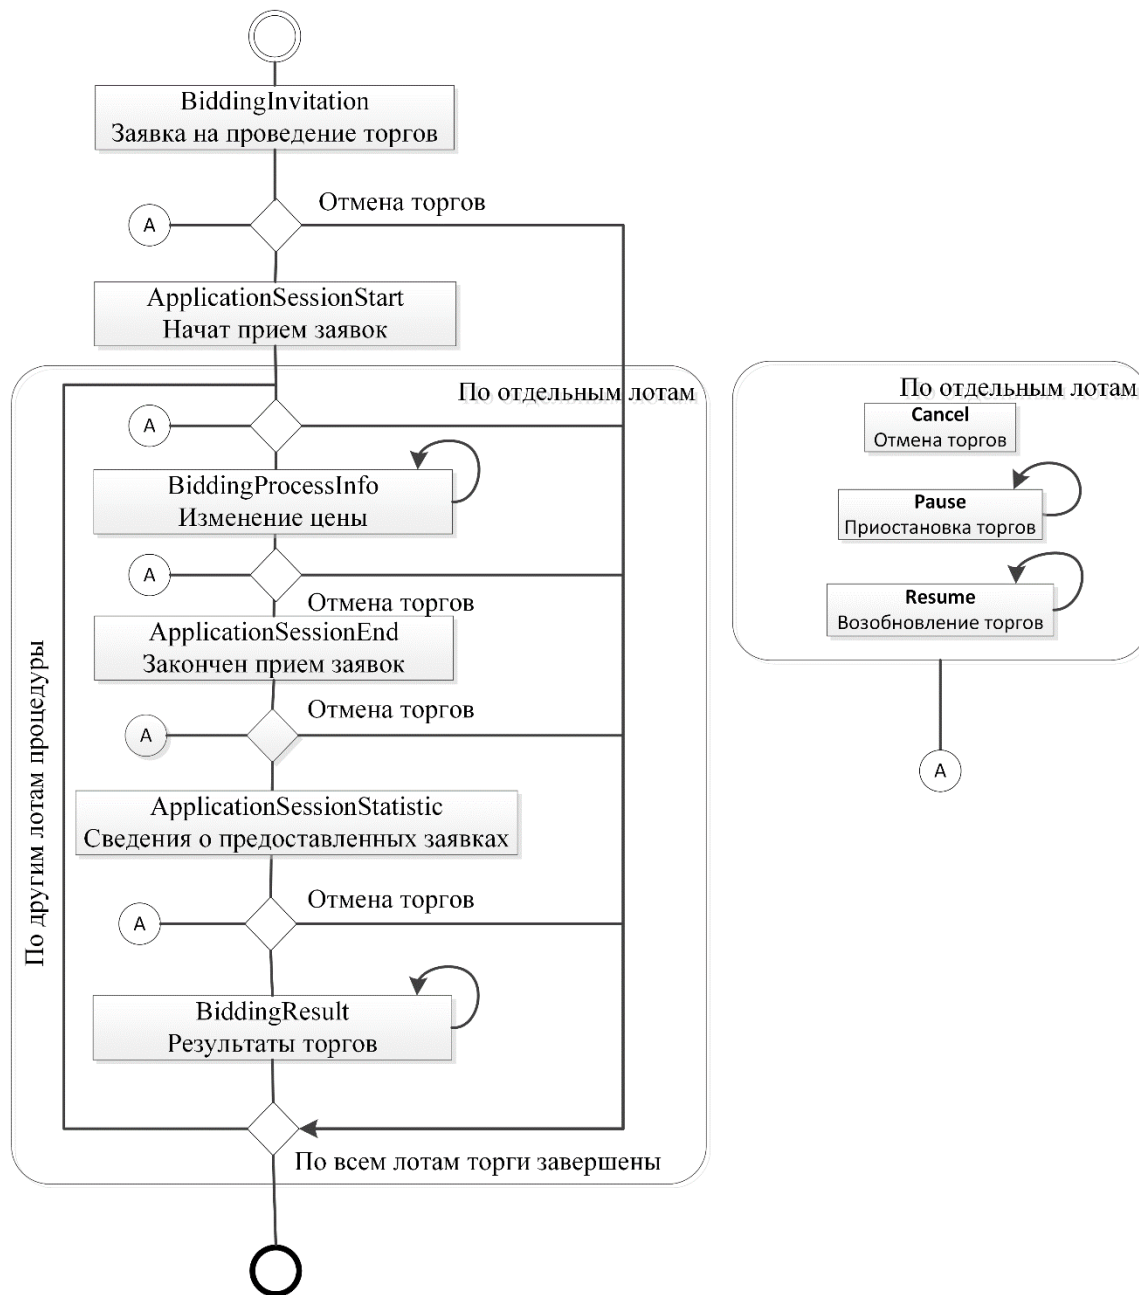 BiddingInvitation
Заявка на проведение торгов
Отмена торгов
А
ApplicationSessionStart
Начат прием заявок
По отдельным лотам
А
BiddingProcessInfo
Изменение цены
А
Отмена торгов
ApplicationSessionEnd
Закончен прием заявок
Отмена торгов
А
ApplicationSessionStatistic
Сведения о предоставленных заявках
Отмена торгов
А
BiddingResult
Результаты торгов
По всем лотам торги завершены
По другим лотам процедуры
По отдельным лотам
Cancel
Отмена торгов
Pause
Приостановка торгов
Resume
Возобновление торгов
А